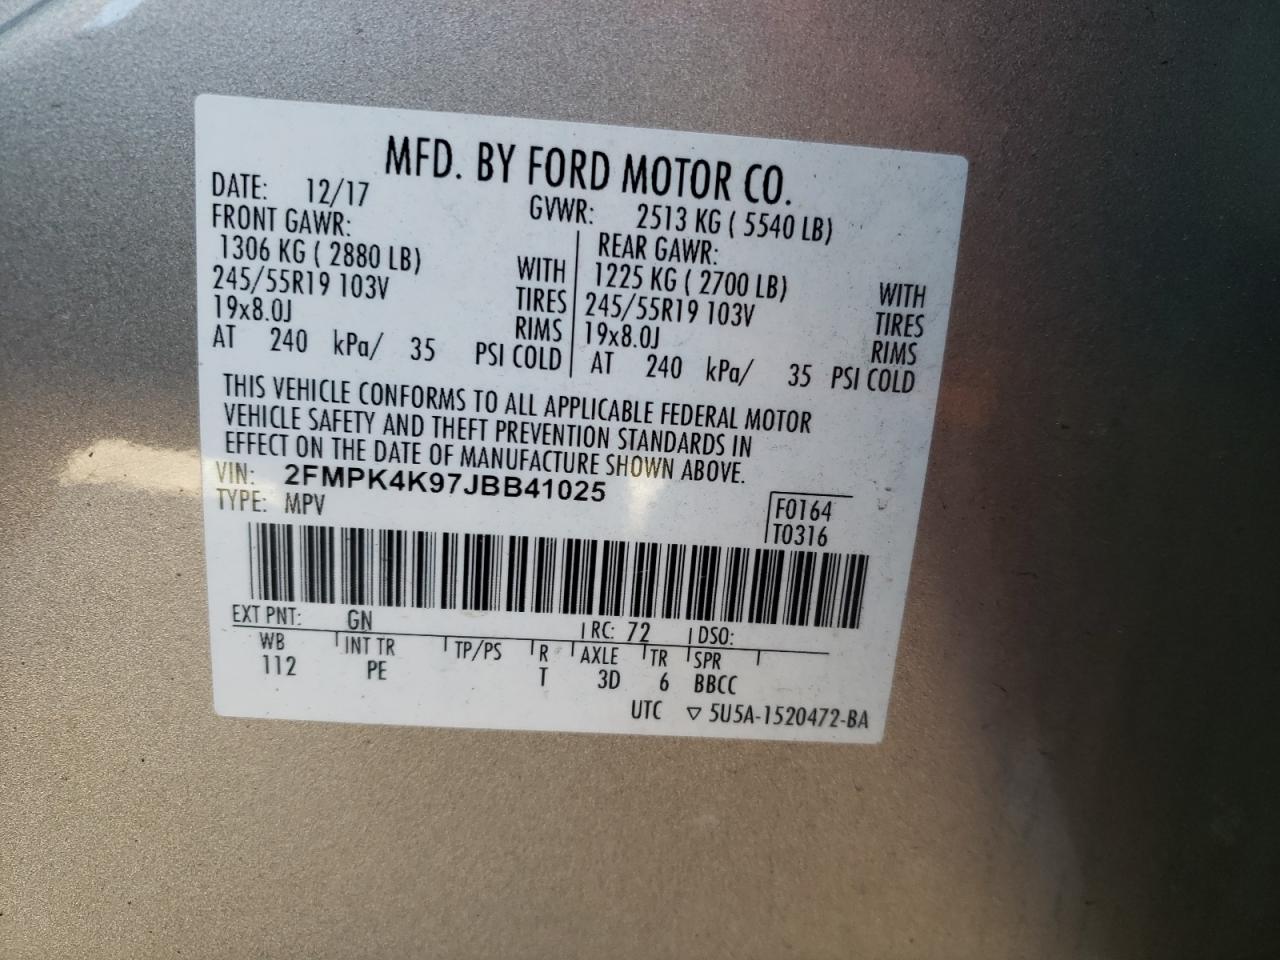 MFD. BY FORD MOTOR CO.
DATE: 12/17 GVWR: 2513 KG ( 5540 LB)
FRONT GAWR: REAR GAWR:
1306 KG ( 2880 LB) WITH 1225 KG ( 2700 LB) WITH
245/55R19 103V TIRES 245/55R19 103V TIRES
19x8.0J RIMS 19x8.0J RIMS
AT 240 kPa/ 35 PSI COLD AT 240 kPa/ 35 PSI COLD
THIS VEHICLE CONFORMS TO ALL APPLICABLE FEDERAL MOTOR
VEHICLE SAFETY AND THEFT PREVENTION STANDARDS IN
EFFECT ON THE DATE OF MANUFACTURE SHOWN ABOVE.
VIN: 2FMPK4K97JBB41025
TYPE: MPV F0164
T0316
EXT PNT: GN RC: 72 DSO:
WB INT TR TP/PS R AXLE TR SPR
112 PE T 3D 6 BBCC
UTC ▽ 5U5A-1520472-BA